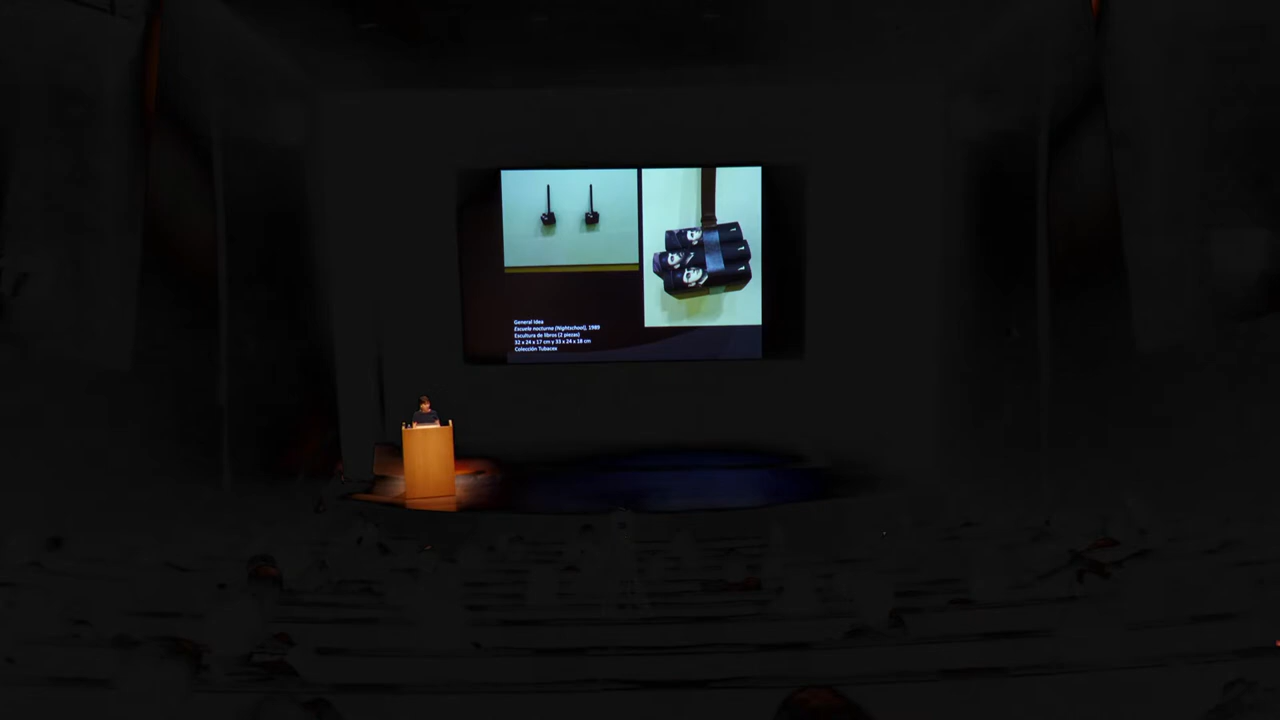 General Idea
Escuela nocturna (Nightschool), 1989
Escultura de libros (2 piezas)
32 x 24 x 17 cm y 33 x 24 x 18 cm
Colección Tubacex